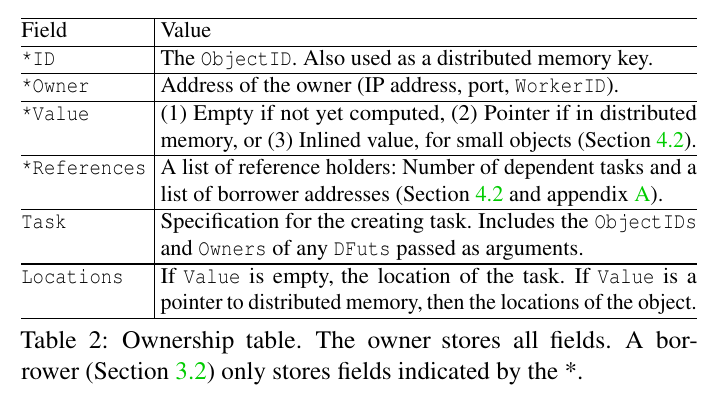 Field Value
*ID The ObjectID. Also used as a distributed memory key.
*Owner Address of the owner (IP address, port, WorkerID).
*Value (1) Empty if not yet computed, (2) Pointer if in distributed
memory, or (3) Inlined value, for small objects (Section 4.2).
*References A list of reference holders: Number of dependent tasks and a
list of borrower addresses (Section 4.2 and appendix A).
Task Specification for the creating task. Includes the ObjectIDs
and Owners of any DFuts passed as arguments.
Locations If Value is empty, the location of the task. If Value is a
pointer to distributed memory, then the locations of the object.
Table 2: Ownership table. The owner stores all fields. A bor-
rower (Section 3.2) only stores fields indicated by the *.